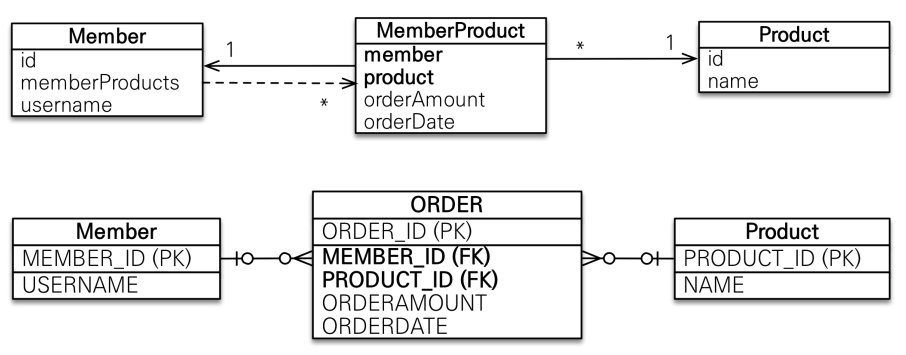 Member
id
memberProducts
username
1
*
MemberProduct
member
product
orderAmount
orderDate
*
1
Product
id
name
Member
MEMBER_ID (PK)
USERNAME
ORDER
ORDER_ID (PK)
MEMBER_ID (FK)
PRODUCT_ID (FK)
ORDERAMOUNT
ORDERDATE
Product
PRODUCT_ID (PK)
NAME